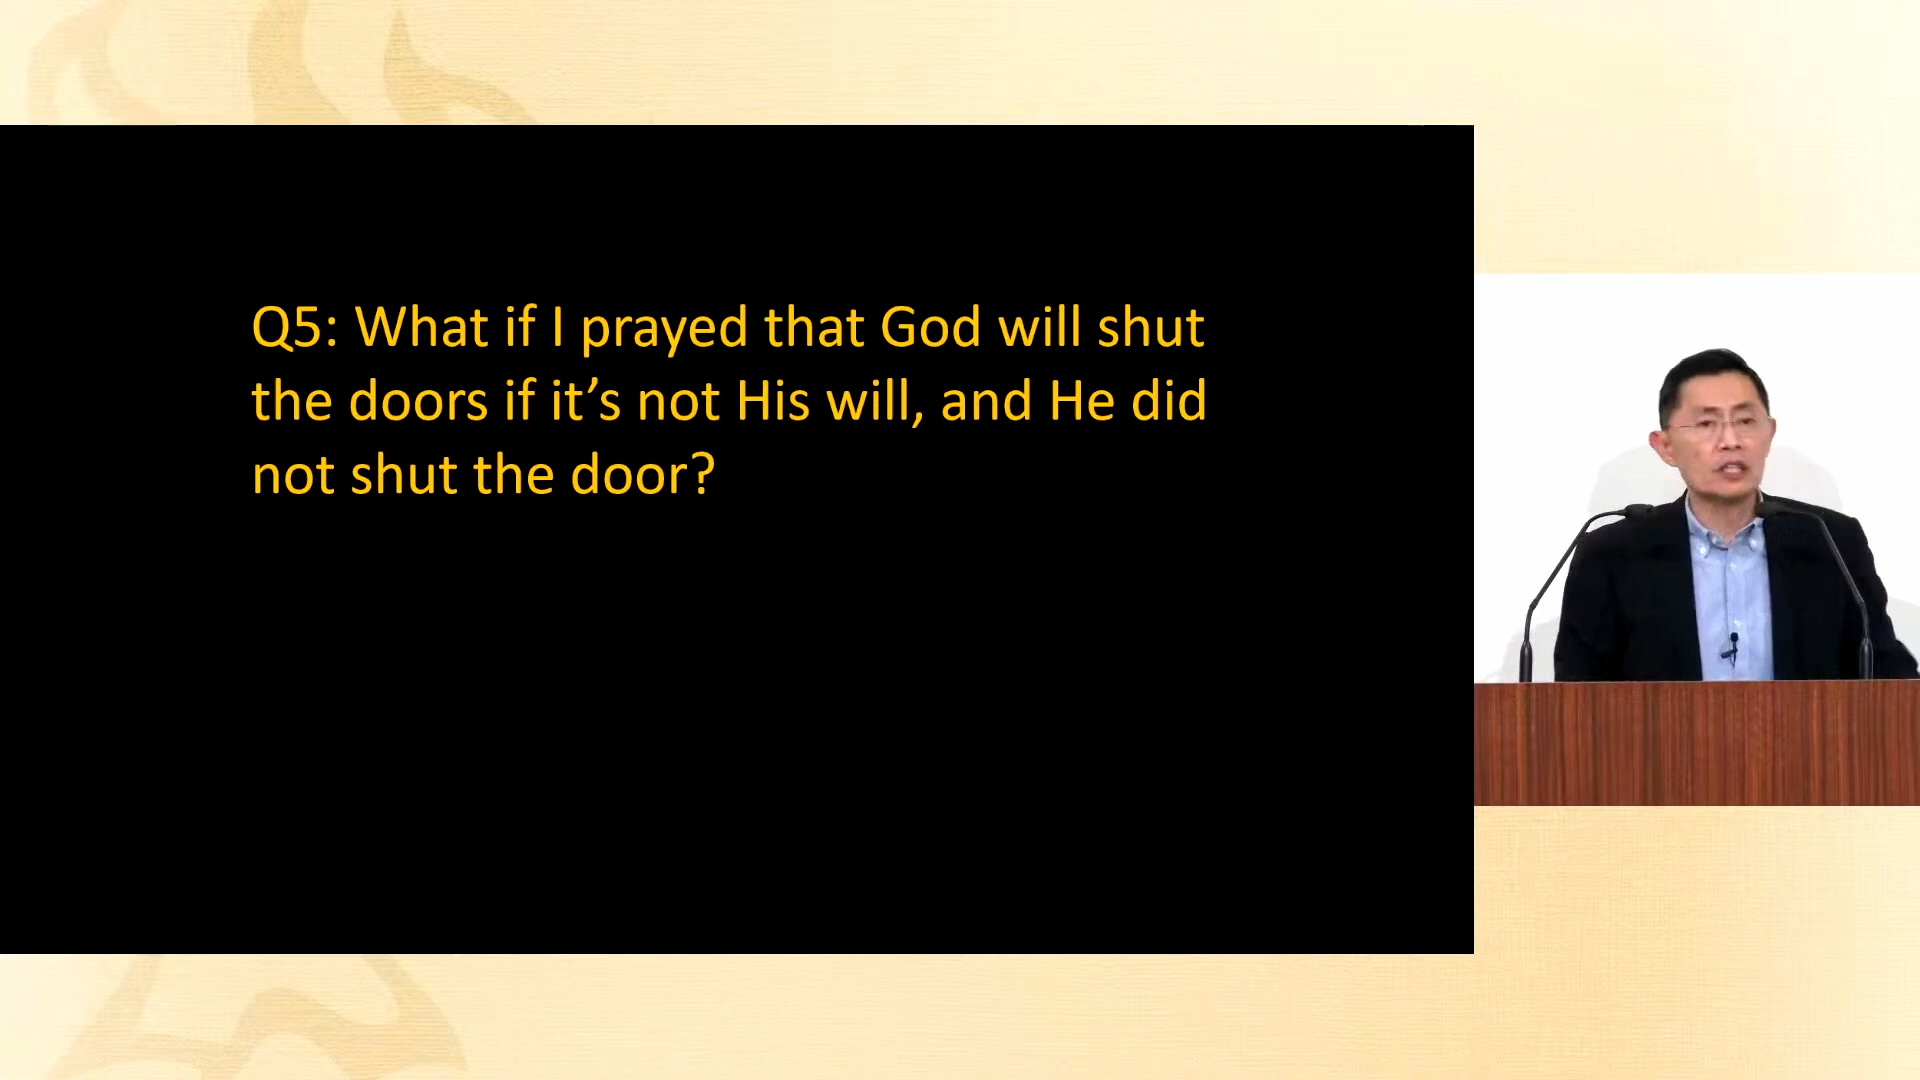 Q5: What if I prayed that God will shut
the doors if it’s not His will, and He did
not shut the door?